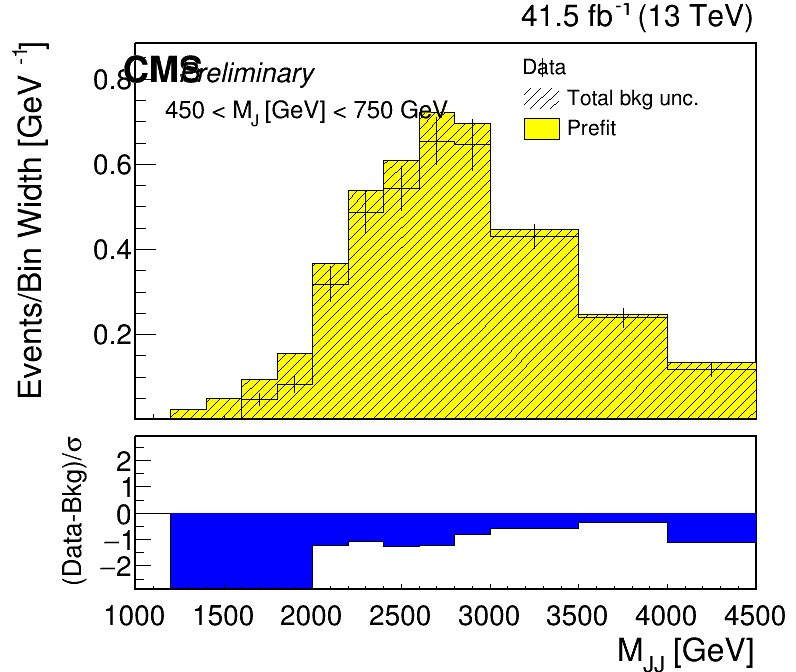 41.5 fb⁻¹ (13 TeV)
CMS Preliminary
450 < M_J [GeV] < 750 GeV
Data
Total bkg unc.
Prefit
Events/Bin Width [GeV⁻¹]
0.8
0.6
0.4
0.2
(Data-Bkg)/σ
2
1
0
−1
−2
1000 1500 2000 2500 3000 3500 4000 4500
M_JJ [GeV]